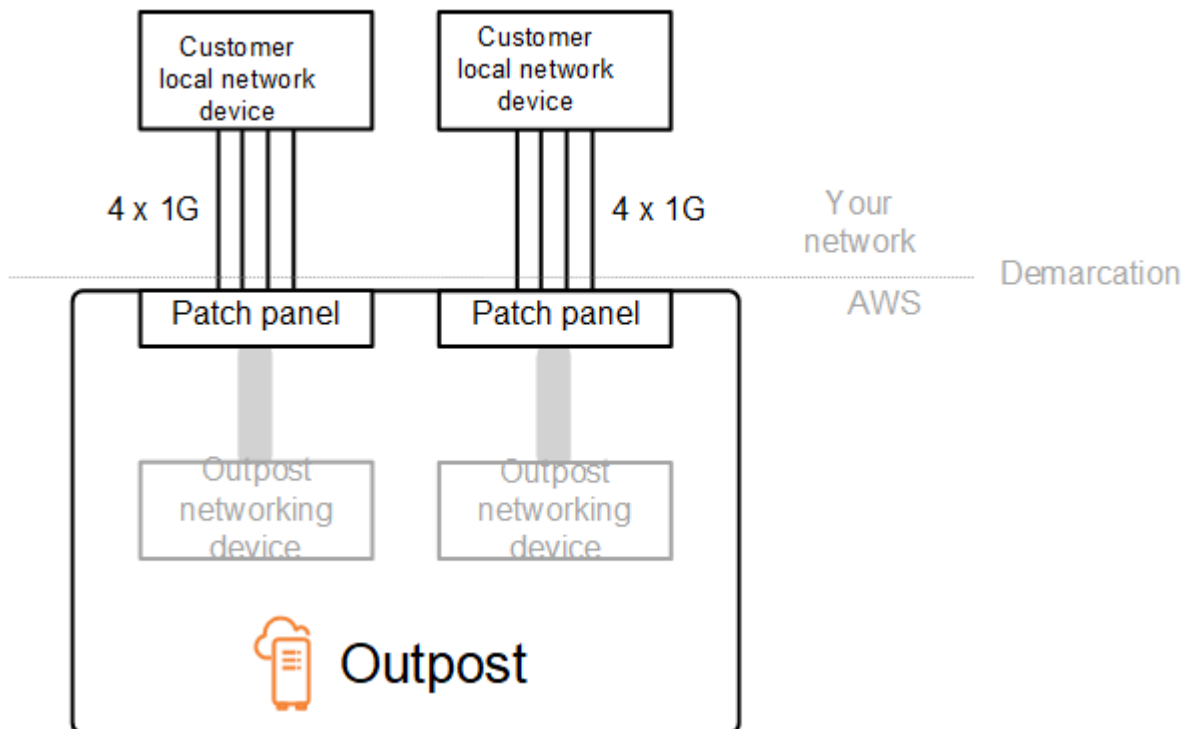 Customer
local network
device
Customer
local network
device
4 x 1G
4 x 1G
Your
network
Demarcation
AWS
Patch panel
Patch panel
Outpost
networking
device
Outpost
networking
device
Outpost